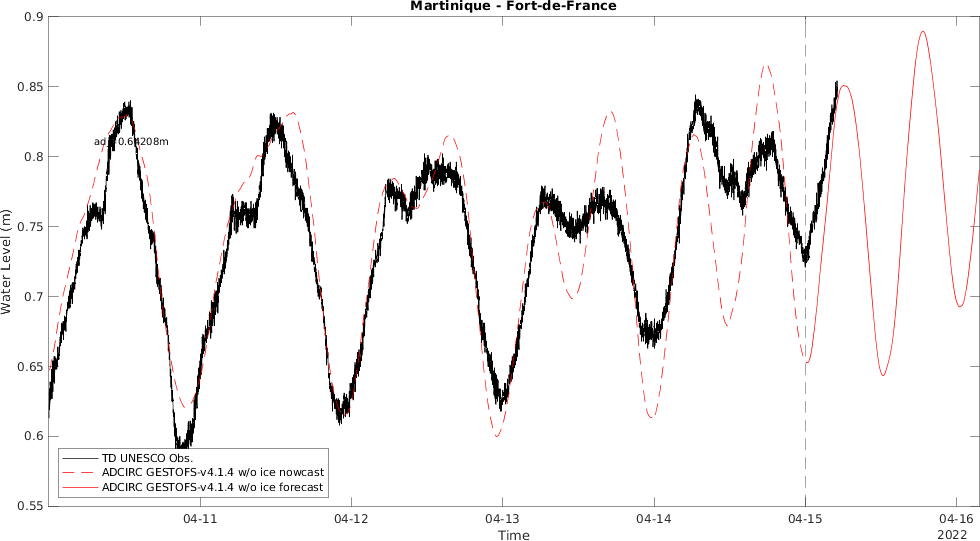 Martinique - Fort-de-France
0.9
0.85
0.8
0.75
0.7
0.65
0.6
0.55
Water Level (m)
TD UNESCO Obs.
ADCIRC GESTOFS-v4.1.4 w/o ice nowcast
ADCIRC GESTOFS-v4.1.4 w/o ice forecast
04-11
04-12
04-13
04-14
04-15
04-16
Time
2022